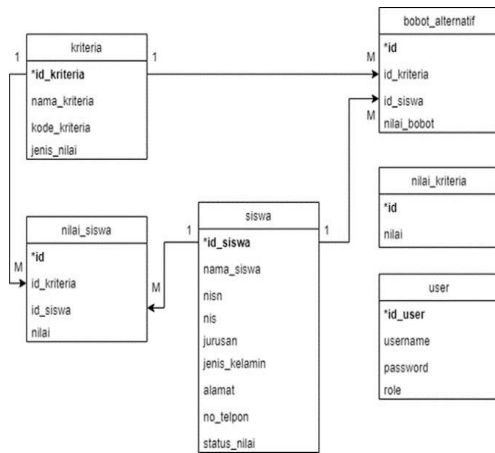 kriteria
*id_kriteria
nama_kriteria
kode_kriteria
jenis_nilai
1
1
M
M
bobot_alternatif
*id
id_kriteria
id_siswa
nilai_bobot
nilai_kriteria
*id
nilai
nilai_siswa
*id
id_kriteria
id_siswa
nilai
M
M
1
1
siswa
*id_siswa
nama_siswa
nisn
nis
jurusan
jenis_kelamin
alamat
no_telpon
status_nilai
user
*id_user
username
password
role